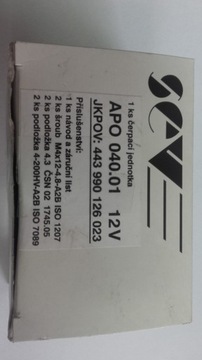 SAVE
1 ks čerpací jednotka
APO 040.01 12V
JKPOV: 443 990 126 023
Příslušenství:
1 ks návod a záruční list
2 ks šroub M4x12-4.8-A2B ISO 1207
2 ks podložka 4.3 ČSN 02 1745.05
2 ks podložka 4-200HV-A2B ISO 7089